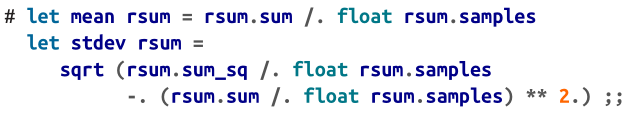 # let mean rsum = rsum.sum /. float rsum.samples
let stdev rsum =
sqrt (rsum.sum_sq /. float rsum.samples
-. (rsum.sum /. float rsum.samples) ** 2.) ;;